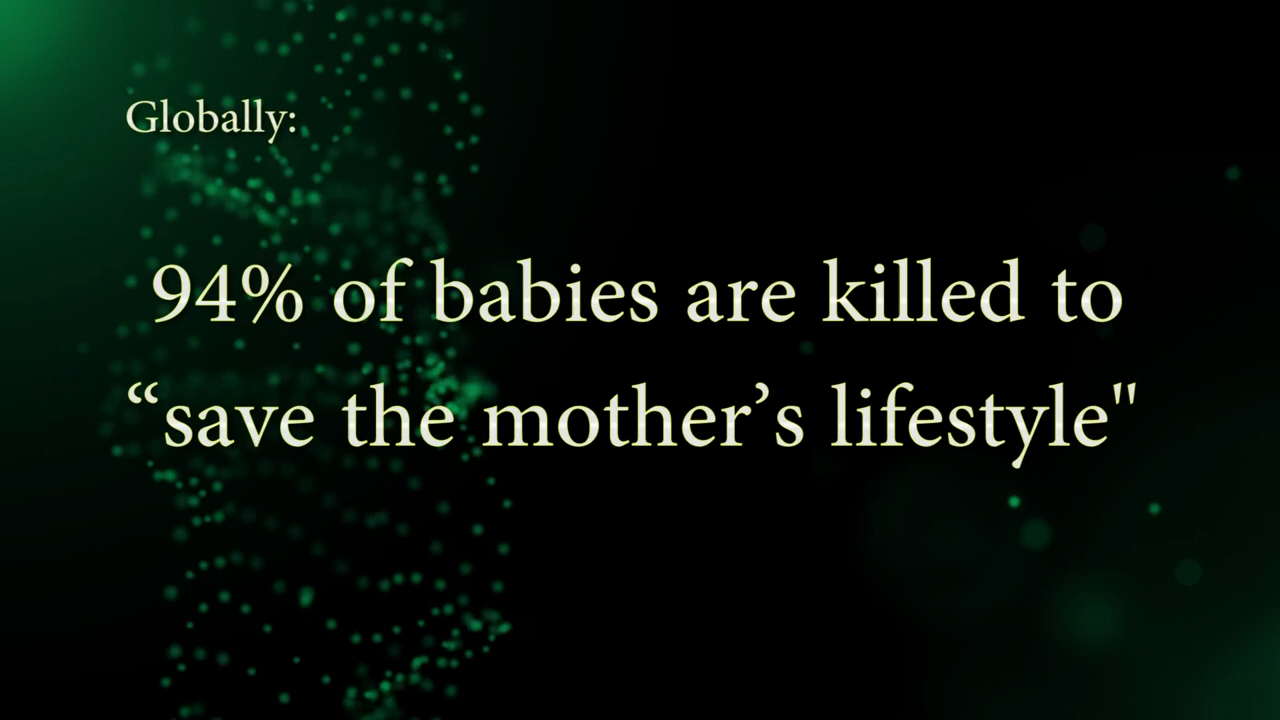 Globally:
94% of babies are killed to
“save the mother’s lifestyle"